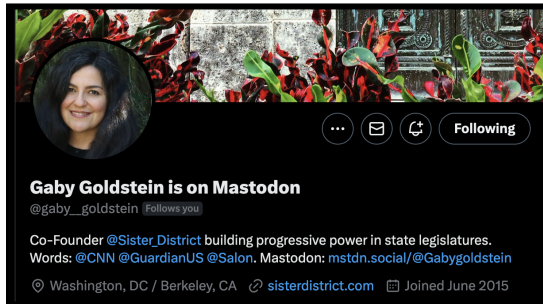 Following
Gaby Goldstein is on Mastodon
@gaby__goldstein Follows you
Co-Founder @Sister_District building progressive power in state legislatures.
Words: @CNN @GuardianUS @Salon. Mastodon: mstdn.social/@Gabygoldstein
Washington, DC / Berkeley, CA sisterdistrict.com Joined June 2015